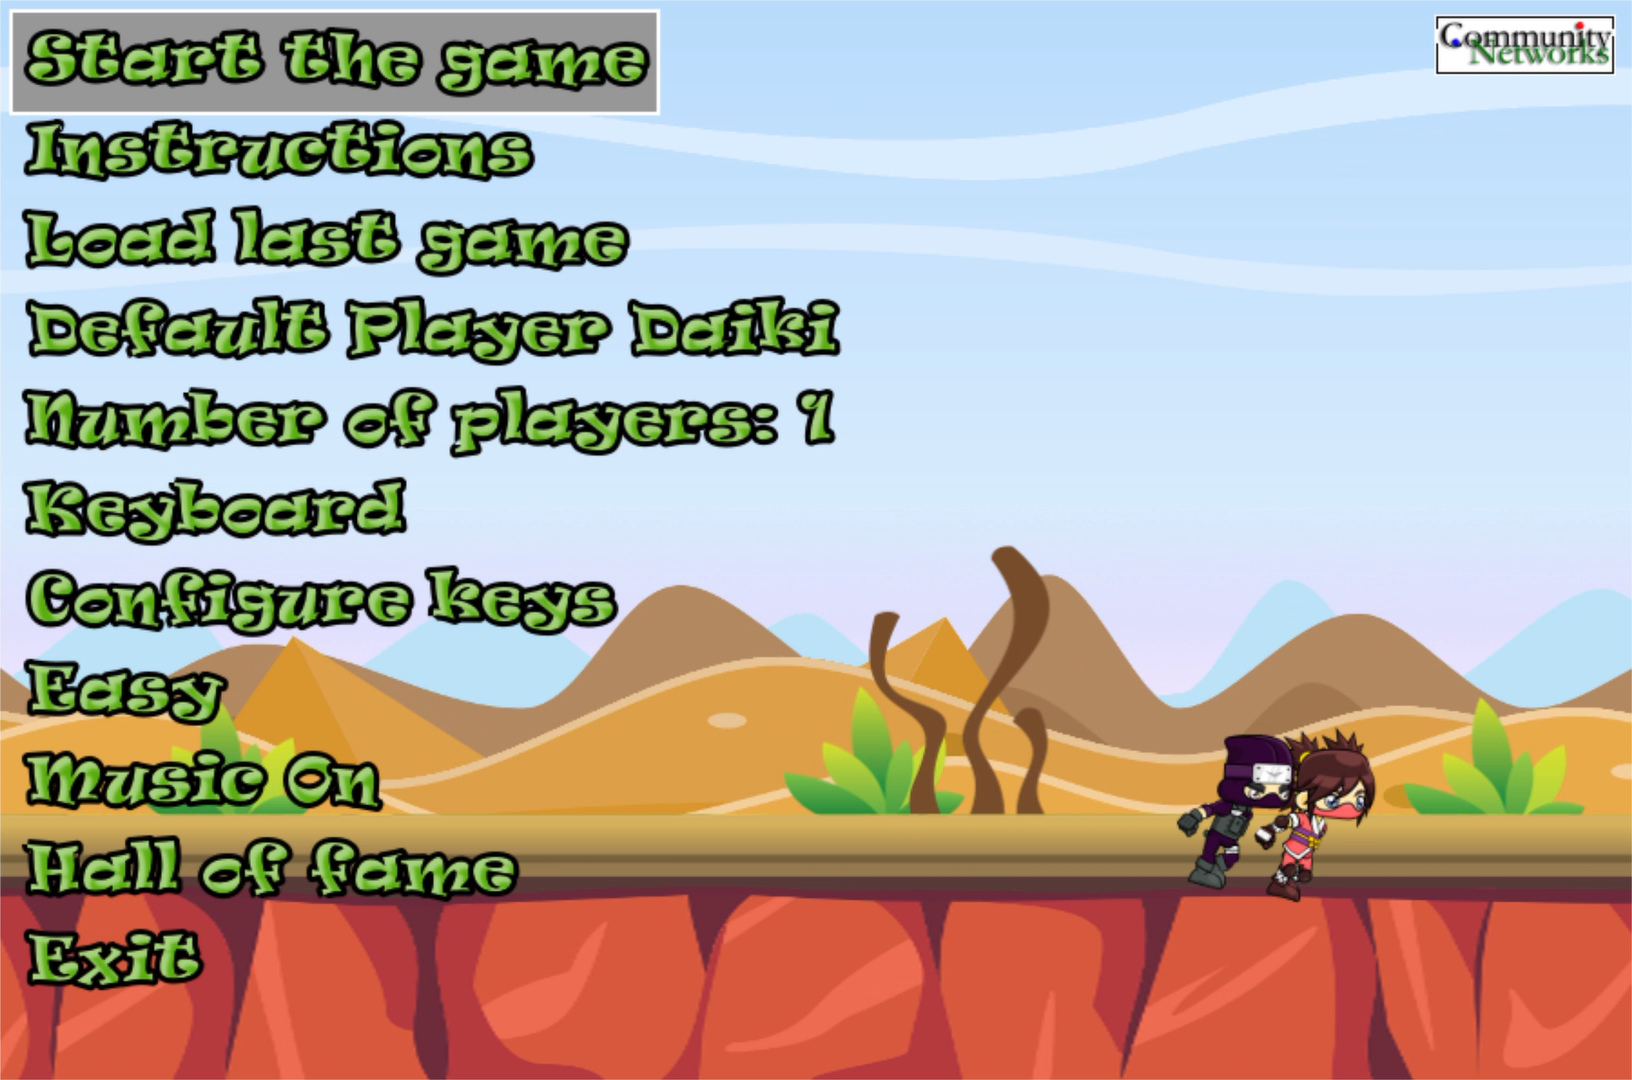 Start the game
Community
Networks
Instructions
Load last game
Default Player Daiki
Number of players: 1
Keyboard
Configure keys
Easy
Music On
Hall of fame
Exit